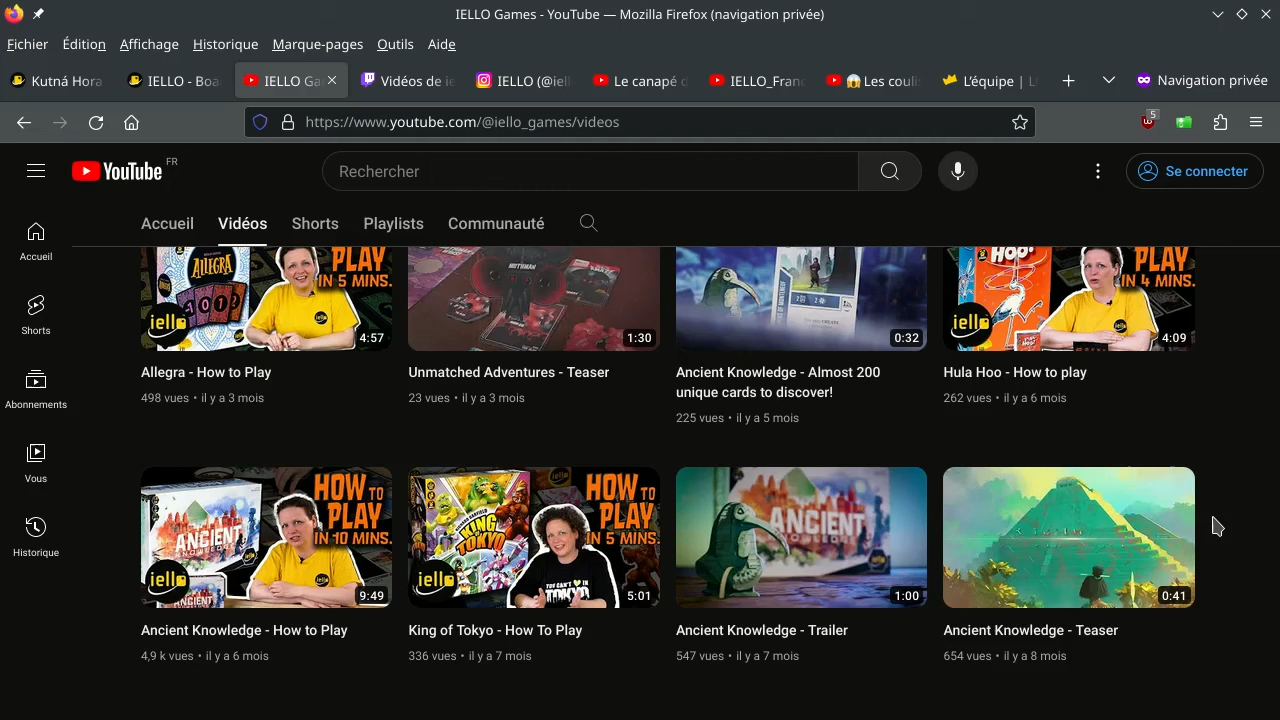 IELLO Games - YouTube — Mozilla Firefox (navigation privée)
Fichier Édition Affichage Historique Marque-pages Outils Aide
Kutná Hora
IELLO - Boa
IELLO Ga
Vidéos de ie
IELLO (@iell
Le canapé d
IELLO_Fran
😱Les couli
L'équipe | L
Navigation privée
https://www.youtube.com/@iello_games/videos
5
YouTube FR
Rechercher
Se connecter
Accueil Vidéos Shorts Playlists Communauté
Accueil
Shorts
Abonnements
Vous
Historique
ALLEGRA
PLAY
IN 5 MINS.
iello
4:57
Allegra - How to Play
498 vues • il y a 3 mois
MOTHMAN
1:30
Unmatched Adventures - Teaser
23 vues • il y a 3 mois
0:32
Ancient Knowledge - Almost 200
unique cards to discover!
225 vues • il y a 5 mois
HOO!
PLAY
IN 4 MINS.
iello
4:09
Hula Hoo - How to play
262 vues • il y a 6 mois
HOW TO
PLAY
IN 10 MINS.
ANCIENT
KNOWLEDGE
iello
9:49
Ancient Knowledge - How to Play
4,9 k vues • il y a 6 mois
HOW TO
PLAY
IN 5 MINS.
KING OF
TOKYO
iello
YOU CAN'T
TOKYO
5:01
King of Tokyo - How To Play
336 vues • il y a 7 mois
ANCIENT
KNOWLEDGE
1:00
Ancient Knowledge - Trailer
547 vues • il y a 7 mois
0:41
Ancient Knowledge - Teaser
654 vues • il y a 8 mois